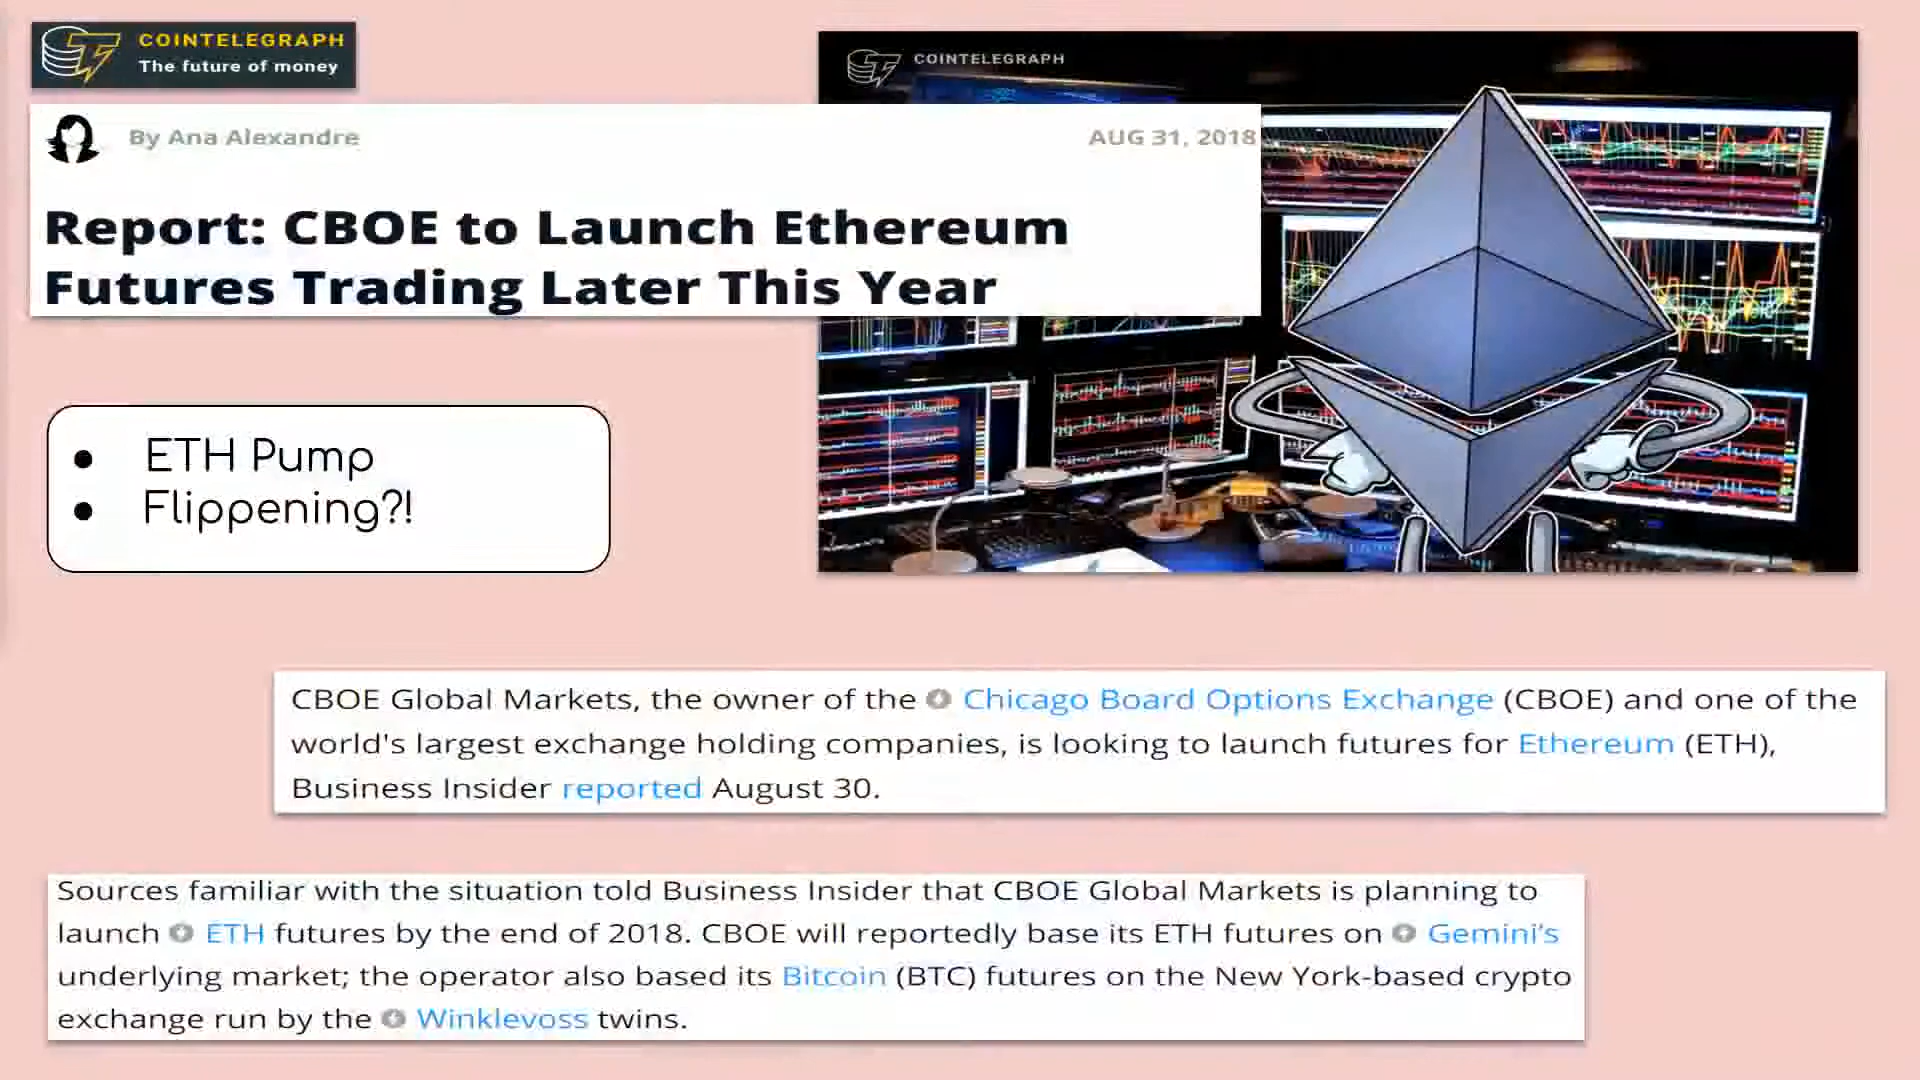 COINTELEGRAPH
The future of money
COINTELEGRAPH
By Ana Alexandre
AUG 31, 2018
Report: CBOE to Launch Ethereum
Futures Trading Later This Year
● ETH Pump
● Flippening?!
CBOE Global Markets, the owner of the Chicago Board Options Exchange (CBOE) and one of the
world's largest exchange holding companies, is looking to launch futures for Ethereum (ETH),
Business Insider reported August 30.
Sources familiar with the situation told Business Insider that CBOE Global Markets is planning to
launch ETH futures by the end of 2018. CBOE will reportedly base its ETH futures on Gemini's
underlying market; the operator also based its Bitcoin (BTC) futures on the New York-based crypto
exchange run by the Winklevoss twins.